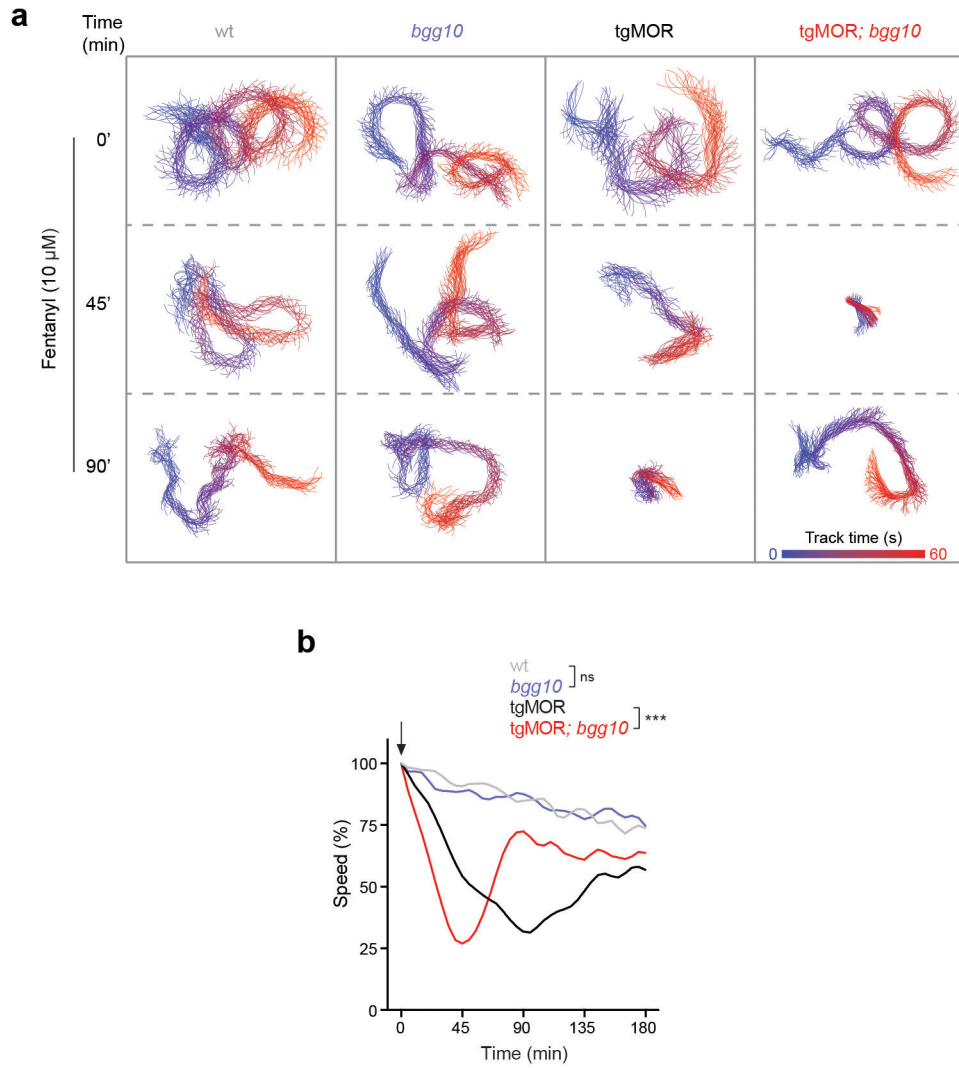 a
Time
(min)
wt
bgg10
tgMOR
tgMOR; bgg10
Fentanyl (10 µM)
0'
45'
90'
Track time (s)
0
60
b
wt
bgg10
ns
tgMOR
tgMOR; bgg10
***
Speed (%)
100
75
50
25
0
0 45 90 135 180
Time (min)